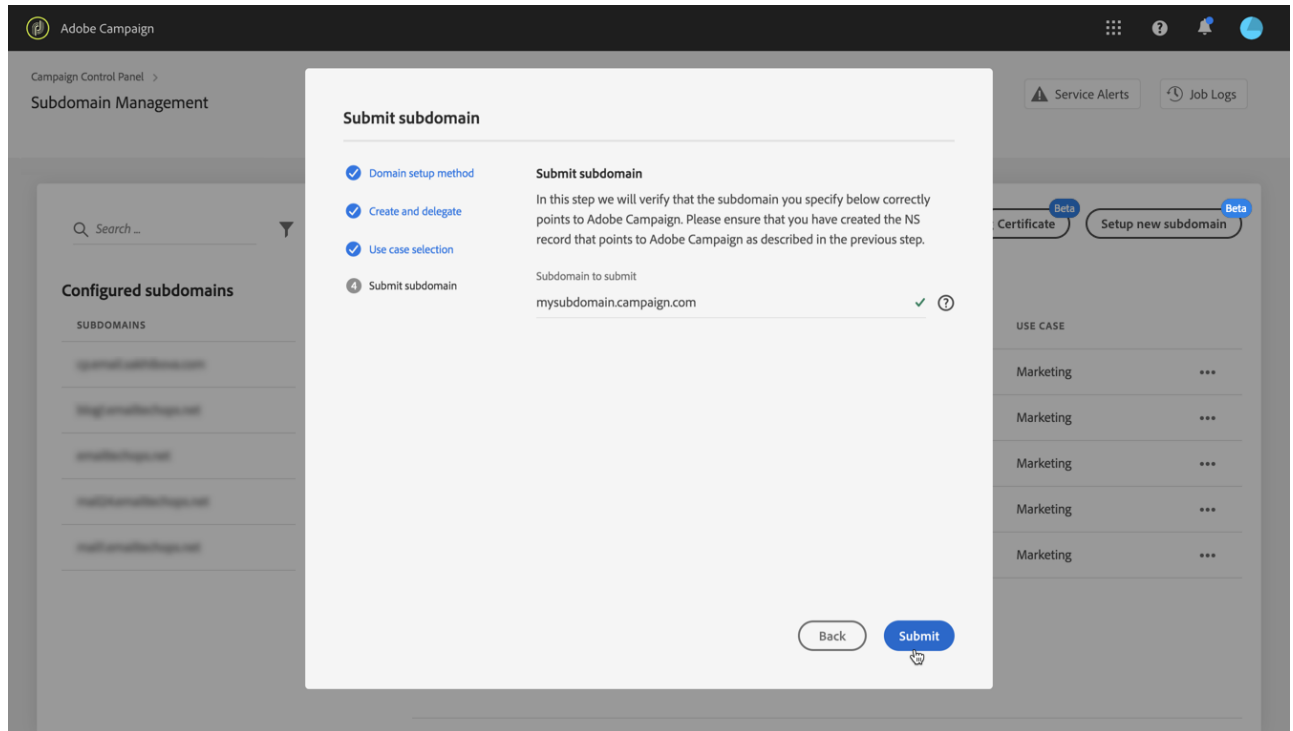 Adobe Campaign
Campaign Control Panel >
Subdomain Management
Service Alerts
Job Logs
Search ...
Configured subdomains
SUBDOMAINS
Submit subdomain
Domain setup method
Create and delegate
Use case selection
4 Submit subdomain
Submit subdomain
In this step we will verify that the subdomain you specify below correctly
points to Adobe Campaign. Please ensure that you have created the NS
record that points to Adobe Campaign as described in the previous step.
Subdomain to submit
mysubdomain.campaign.com
Back
Submit
Beta
Certificate
Beta
Setup new subdomain
USE CASE
Marketing
Marketing
Marketing
Marketing
Marketing